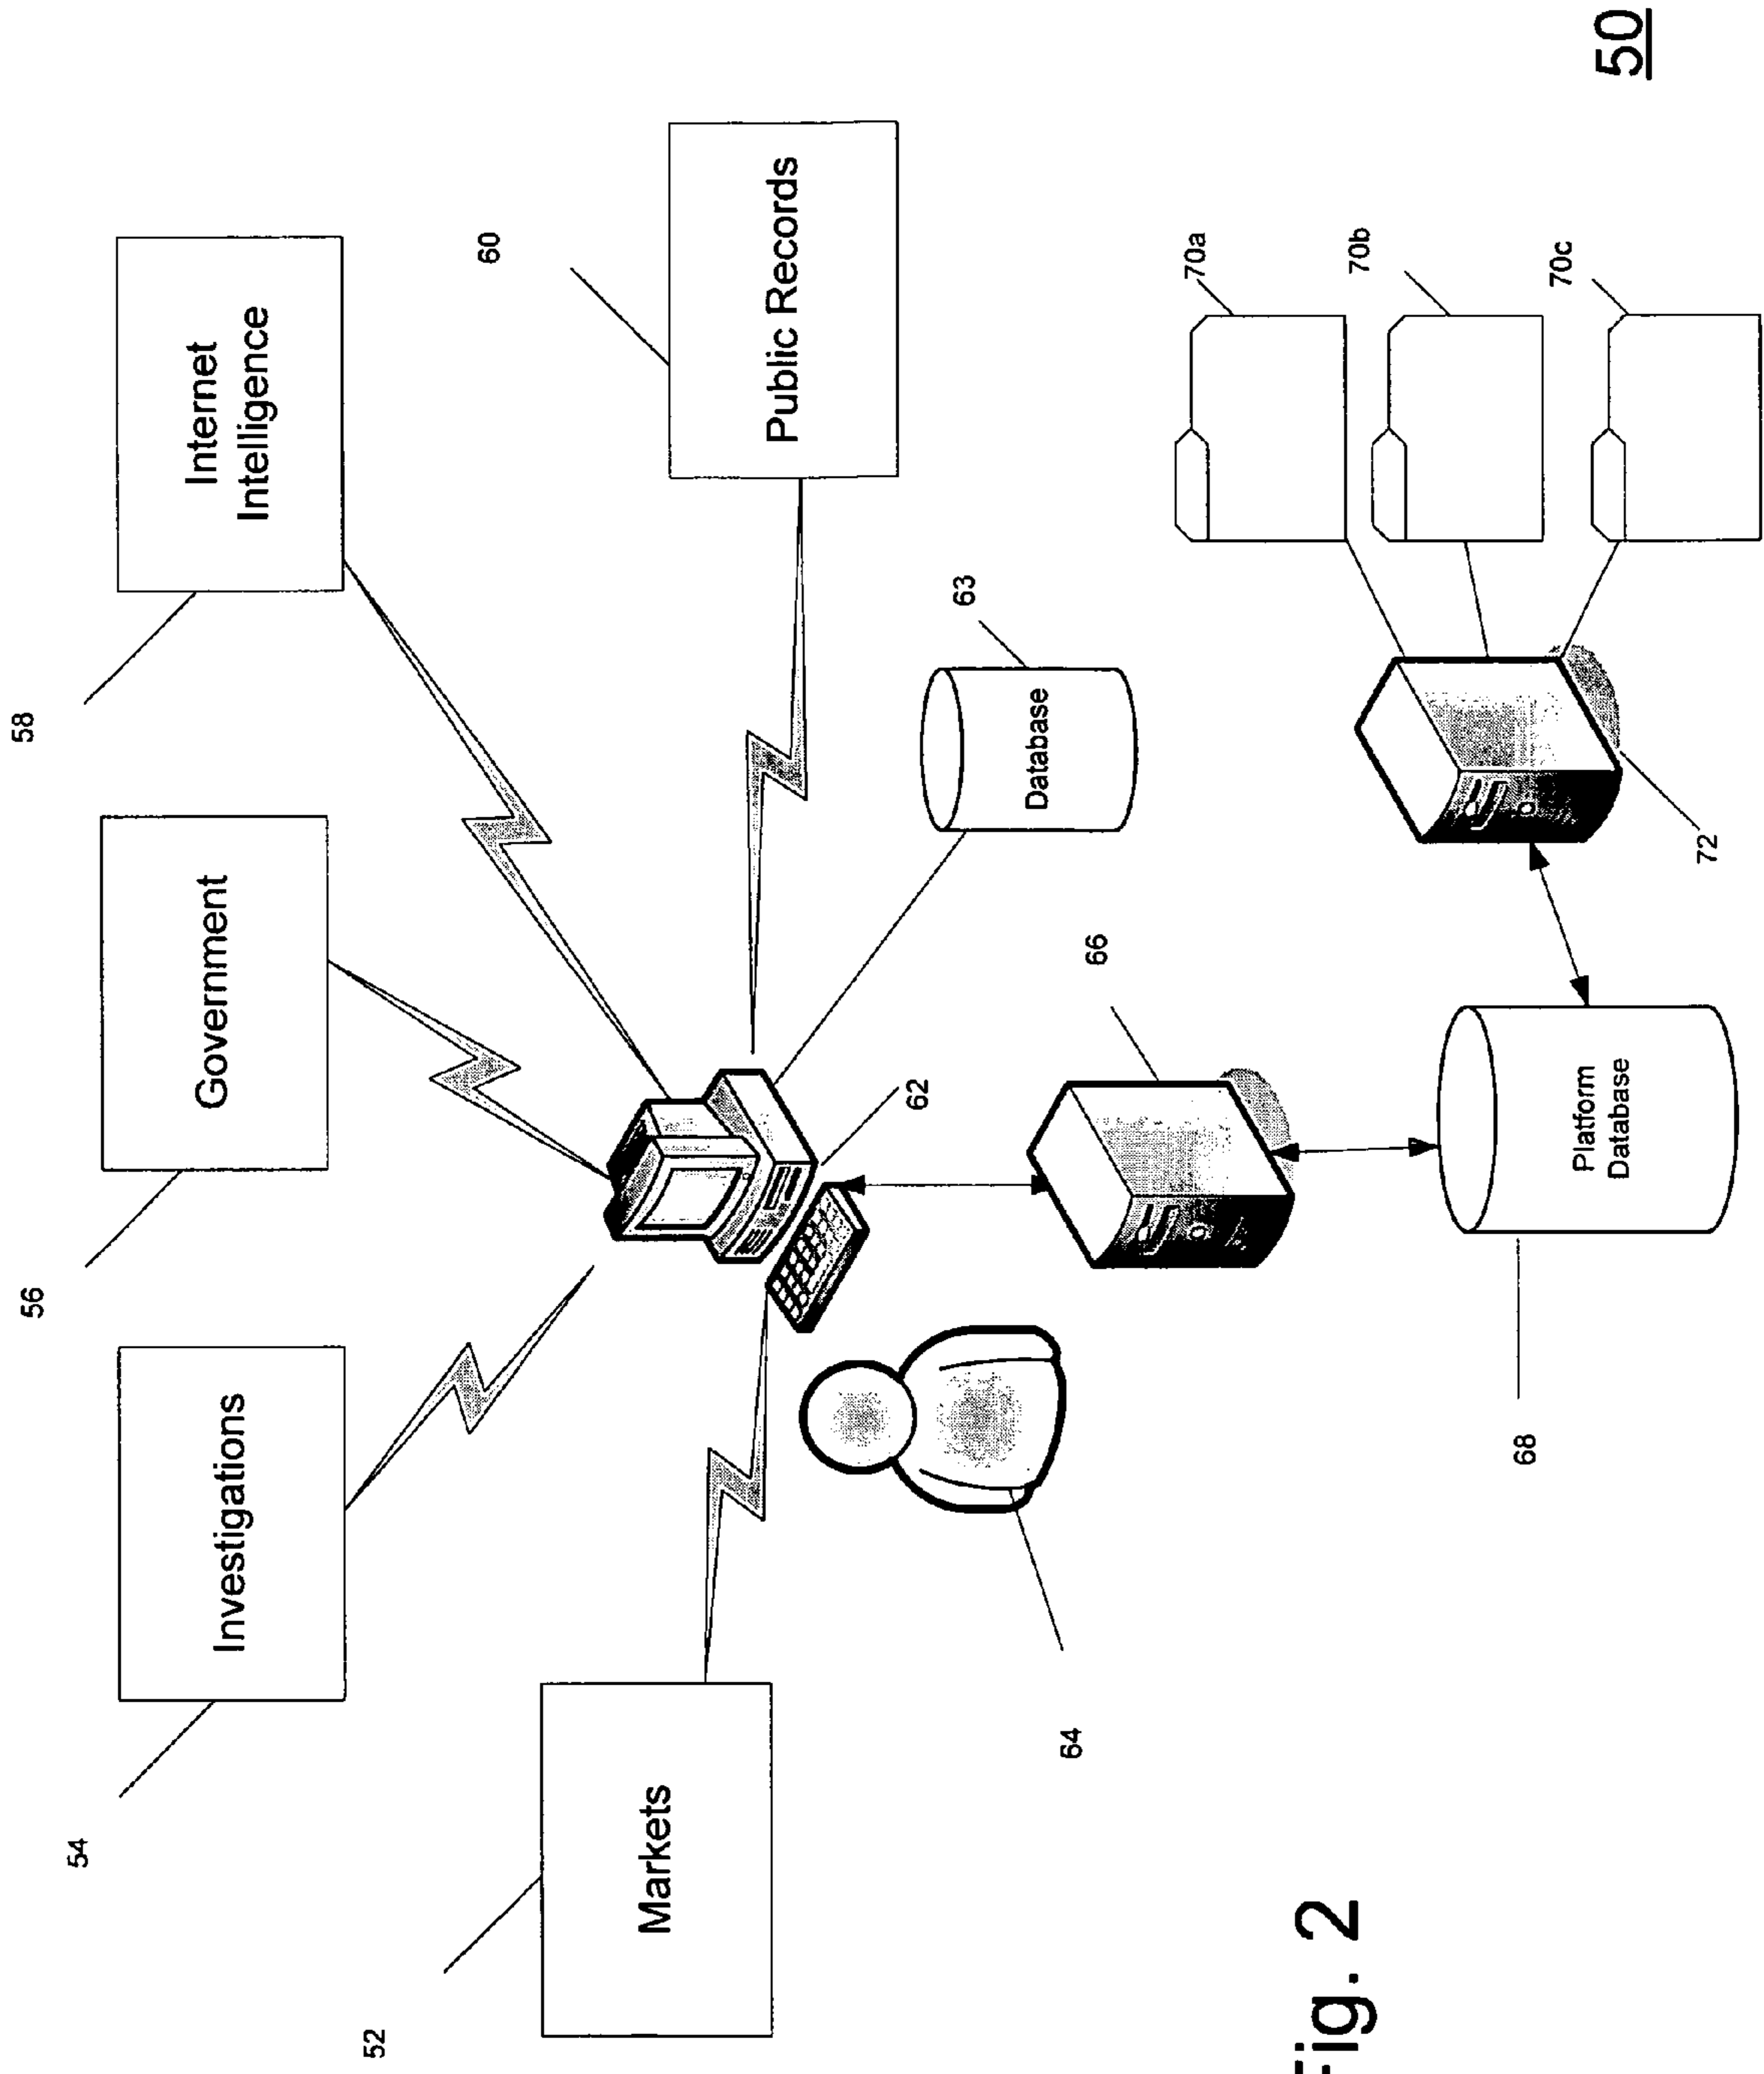 58
Internet
Intelligence
56
Government
54
Investigations
60
Public Records
52
Markets
63
Database
62
64
66
68
Platform
Database
70a
70b
70c
72
50
Fig. 2